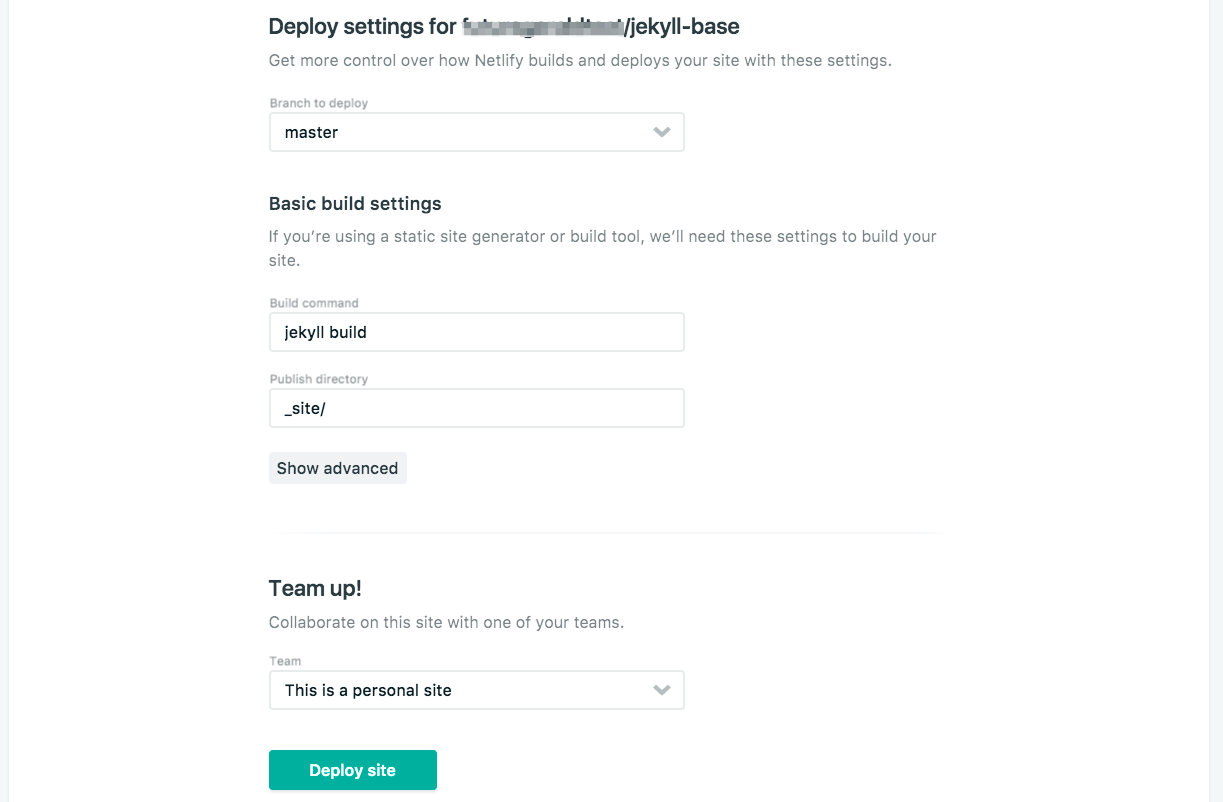 Deploy settings for /jekyll-base
Get more control over how Netlify builds and deploys your site with these settings.
Branch to deploy
master
Basic build settings
If you’re using a static site generator or build tool, we’ll need these settings to build your
site.
Build command
jekyll build
Publish directory
_site/
Show advanced
Team up!
Collaborate on this site with one of your teams.
Team
This is a personal site
Deploy site